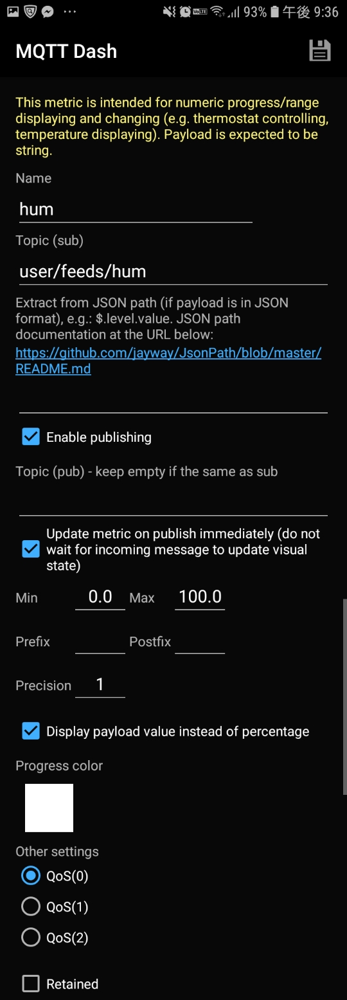 93% 午後 9:36
MQTT Dash
This metric is intended for numeric progress/range
displaying and changing (e.g. thermostat controlling,
temperature displaying). Payload is expected to be
string.
Name
hum
Topic (sub)
user/feeds/hum
Extract from JSON path (if payload is in JSON
format), e.g.: $.level.value. JSON path
documentation at the URL below:
https://github.com/jayway/JsonPath/blob/master/
README.md
Enable publishing
Topic (pub) - keep empty if the same as sub
Update metric on publish immediately (do not
wait for incoming message to update visual
state)
Min 0.0 Max 100.0
Prefix Postfix
Precision 1
Display payload value instead of percentage
Progress color
Other settings
QoS(0)
QoS(1)
QoS(2)
Retained